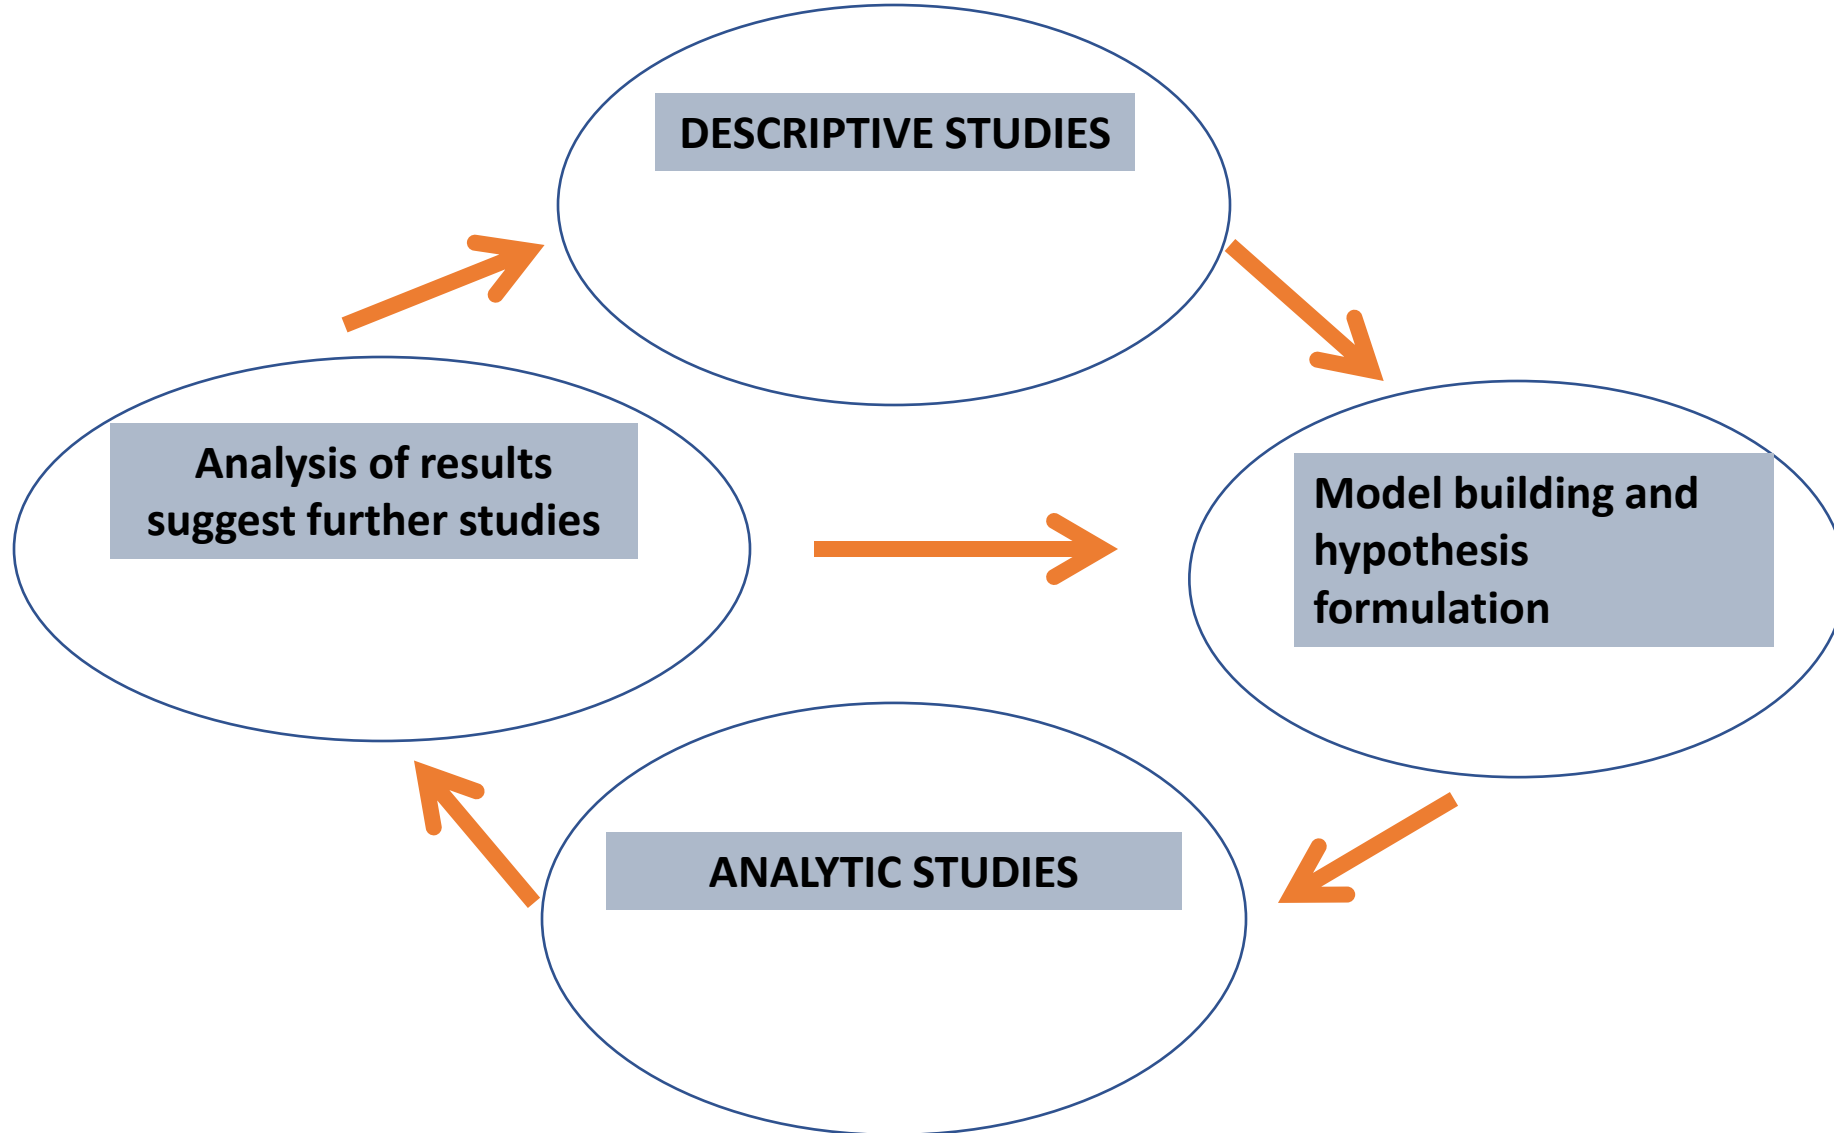 DESCRIPTIVE STUDIES
Analysis of results
suggest further studies
Model building and
hypothesis
formulation
ANALYTIC STUDIES